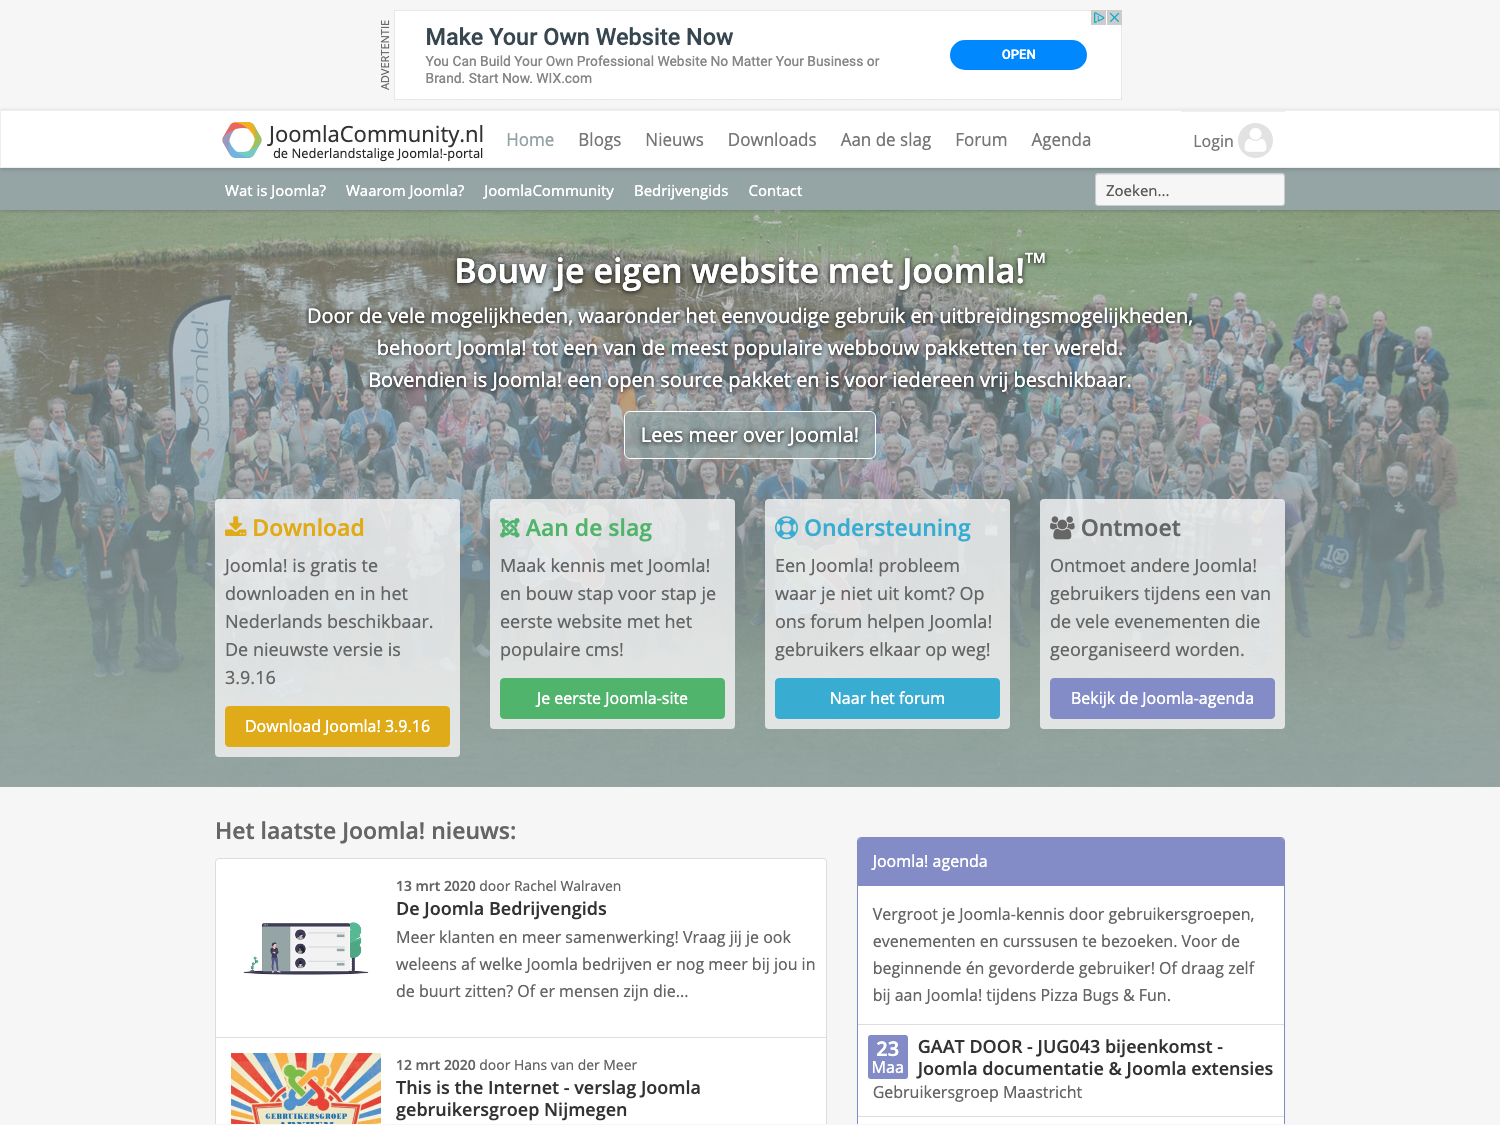 ADVERTENTIE
Make Your Own Website Now
You Can Build Your Own Professional Website No Matter Your Business or
Brand. Start Now. WIX.com
OPEN
JoomlaCommunity.nl
de Nederlandstalige Joomla!-portal
Home Blogs Nieuws Downloads Aan de slag Forum Agenda
Login
Wat is Joomla? Waarom Joomla? JoomlaCommunity Bedrijvengids Contact
Zoeken...
Bouw je eigen website met Joomla!™
Door de vele mogelijkheden, waaronder het eenvoudige gebruik en uitbreidingsmogelijkheden,
behoort Joomla! tot een van de meest populaire webbouw pakketten ter wereld.
Bovendien is Joomla! een open source pakket en is voor iedereen vrij beschikbaar.
Lees meer over Joomla!
Joomla!
Download
Joomla! is gratis te
downloaden en in het
Nederlands beschikbaar.
De nieuwste versie is
3.9.16
Download Joomla! 3.9.16
Aan de slag
Maak kennis met Joomla!
en bouw stap voor stap je
eerste website met het
populaire cms!
Je eerste Joomla-site
Ondersteuning
Een Joomla! probleem
waar je niet uit komt? Op
ons forum helpen Joomla!
gebruikers elkaar op weg!
Naar het forum
Ontmoet
Ontmoet andere Joomla!
gebruikers tijdens een van
de vele evenementen die
georganiseerd worden.
Bekijk de Joomla-agenda
Het laatste Joomla! nieuws:
13 mrt 2020 door Rachel Walraven
De Joomla Bedrijvengids
Meer klanten en meer samenwerking! Vraag jij je ook
weleens af welke Joomla bedrijven er nog meer bij jou in
de buurt zitten? Of er mensen zijn die...
12 mrt 2020 door Hans van der Meer
This is the Internet - verslag Joomla
gebruikersgroep Nijmegen
GEBRUIKERSGROEP
Joomla! agenda
Vergroot je Joomla-kennis door gebruikersgroepen,
evenementen en curssusen te bezoeken. Voor de
beginnende én gevorderde gebruiker! Of draag zelf
bij aan Joomla! tijdens Pizza Bugs & Fun.
23
Maa
GAAT DOOR - JUG043 bijeenkomst -
Joomla documentatie & Joomla extensies
Gebruikersgroep Maastricht